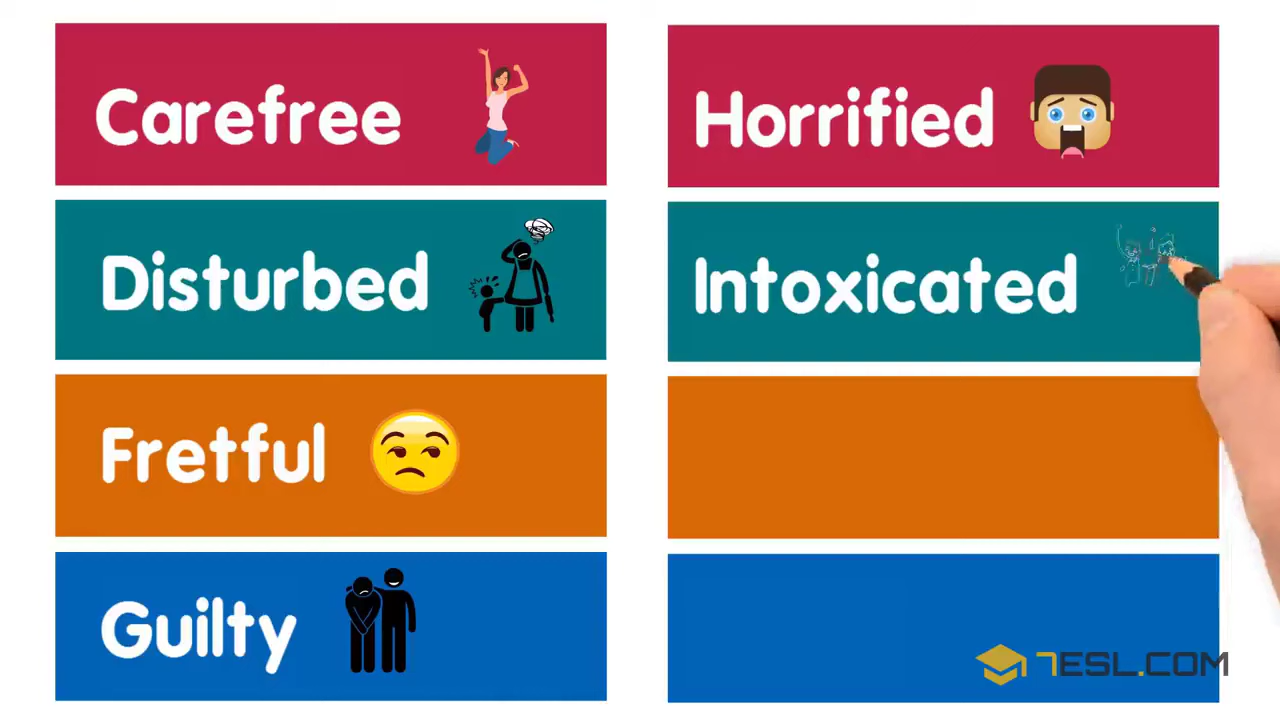 Carefree
Disturbed
Fretful
Guilty
Horrified
Intoxicated
7ESL.COM